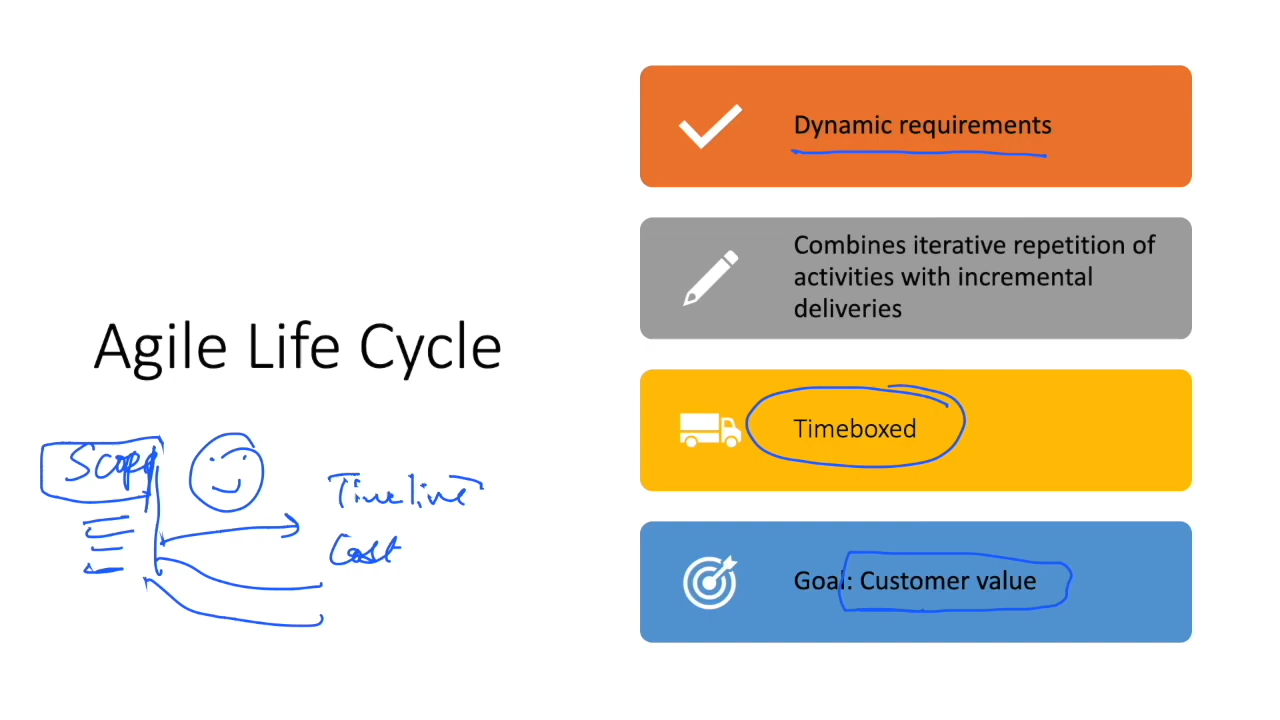 Agile Life Cycle
Scope
Timeline
Cost
Dynamic requirements
Combines iterative repetition of
activities with incremental
deliveries
Timeboxed
Goal: Customer value